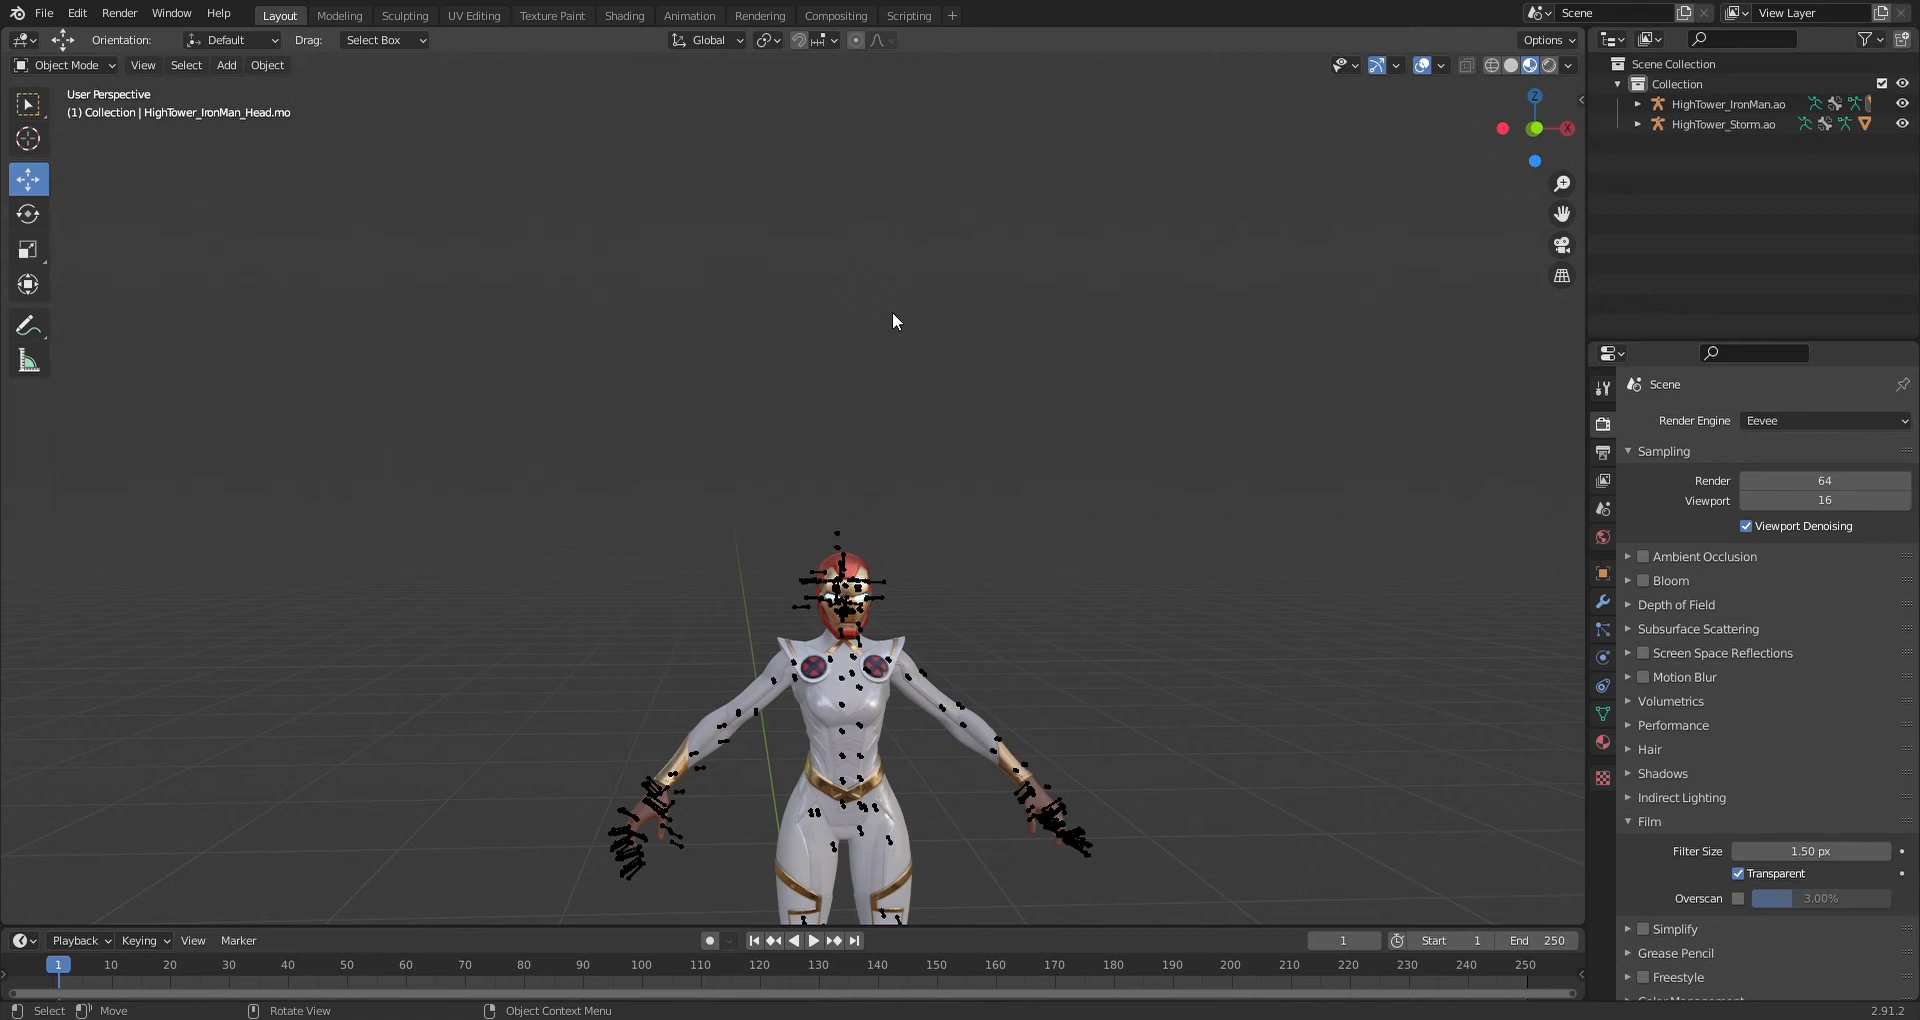 File Edit Render Window Help Layout Modeling Sculpting UV Editing Texture Paint Shading Animation Rendering Compositing Scripting + Scene View Layer
Orientation: Default Drag: Select Box Global Options
Object Mode View Select Add Object
User Perspective
(1) Collection | HighTower_IronMan_Head.mo
Z
X
Scene Collection
Collection
HighTower_IronMan.ao
HighTower_Storm.ao
Scene
Render Engine Eevee
Sampling
Render 64
Viewport 16
Viewport Denoising
Ambient Occlusion
Bloom
Depth of Field
Subsurface Scattering
Screen Space Reflections
Motion Blur
Volumetrics
Performance
Hair
Shadows
Indirect Lighting
Film
Filter Size 1.50 px
Transparent
Overscan 3.00%
Simplify
Grease Pencil
Freestyle
Playback Keying View Marker 1 Start 1 End 250
1 10 20 30 40 50 60 70 80 90 100 110 120 130 140 150 160 170 180 190 200 210 220 230 240 250
Select Move Rotate View Object Context Menu 2.91.2